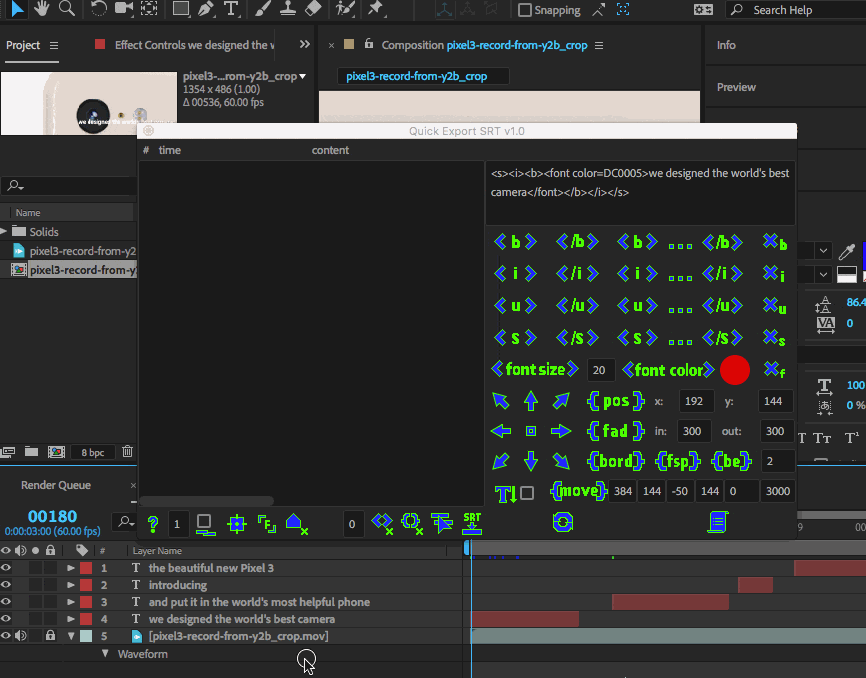 Snapping
Search Help
Project
Effect Controls we designed the
Composition pixel3-record-from-y2b_crop
Info
pixel3-...rom-y2b_crop
1354 x 486 (1.00)
Δ 00536, 60.00 fps
pixel3-record-from-y2b_crop
Preview
Quick Export SRT v1.0
# time content
<s><i><b><font color=DC0005>we designed the world's best
camera</font></b></i></s>
Name
Solids
pixel3-record-from-y2
pixel3-record-from-y
<b> </b> <b> ... </b> ×b
<i> </i> <i> ... </i> ×i
<u> </u> <u> ... </u> ×u
<s> </s> <s> ... </s> ×s
<font size> 20 <font color> ×f
{pos} x: 192 y: 144
{fad} in: 300 out: 300
{bord} {fsp} {be} 2
{move} 384 144 -50 144 0 3000
86.4
VA 0
100
0 %
T TT T
8 bpc
Render Queue
00180
0:00:03:00 (60.00 fps)
? 1 F 0 SRT
# Layer Name
1 T the beautiful new Pixel 3
2 T introducing
3 T and put it in the world's most helpful phone
4 T we designed the world's best camera
5 [pixel3-record-from-y2b_crop.mov]
Waveform